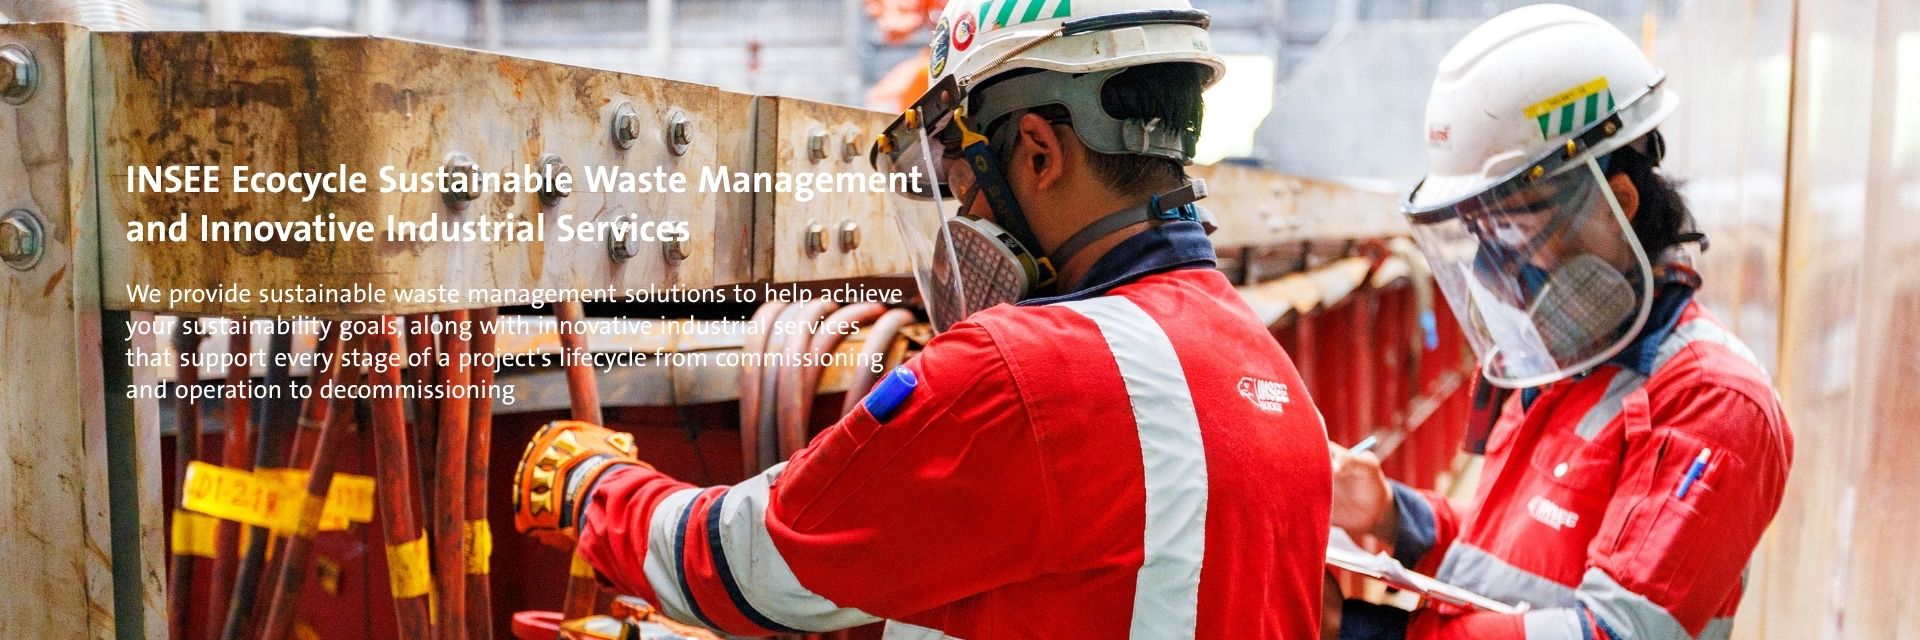 INSEE Ecocycle Sustainable Waste Management
and Innovative Industrial Services
We provide sustainable waste management solutions to help achieve
your sustainability goals, along with innovative industrial services
that support every stage of a project's lifecycle from commissioning
and operation to decommissioning
INSEE
INSEE